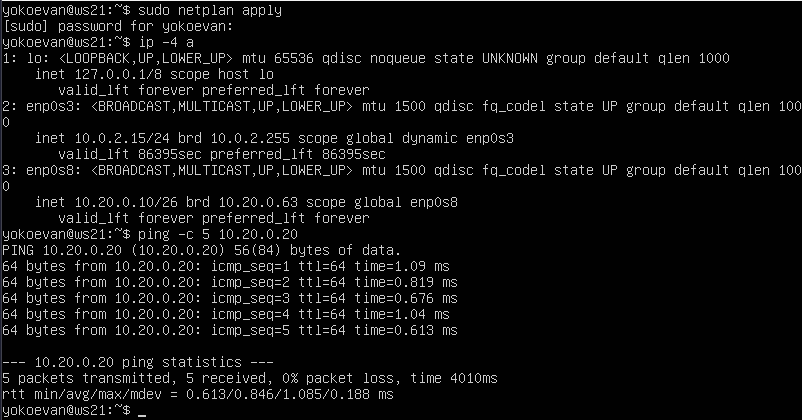 yokoevan@ws21:~$ sudo netplan apply
[sudo] password for yokoevan:
yokoevan@ws21:~$ ip -4 a
1: lo: <LOOPBACK,UP,LOWER_UP> mtu 65536 qdisc noqueue state UNKNOWN group default qlen 1000
    inet 127.0.0.1/8 scope host lo
       valid_lft forever preferred_lft forever
2: enp0s3: <BROADCAST,MULTICAST,UP,LOWER_UP> mtu 1500 qdisc fq_codel state UP group default qlen 100
0
    inet 10.0.2.15/24 brd 10.0.2.255 scope global dynamic enp0s3
       valid_lft 86395sec preferred_lft 86395sec
3: enp0s8: <BROADCAST,MULTICAST,UP,LOWER_UP> mtu 1500 qdisc fq_codel state UP group default qlen 100
0
    inet 10.20.0.10/26 brd 10.20.0.63 scope global enp0s8
       valid_lft forever preferred_lft forever
yokoevan@ws21:~$ ping -c 5 10.20.0.20
PING 10.20.0.20 (10.20.0.20) 56(84) bytes of data.
64 bytes from 10.20.0.20: icmp_seq=1 ttl=64 time=1.09 ms
64 bytes from 10.20.0.20: icmp_seq=2 ttl=64 time=0.819 ms
64 bytes from 10.20.0.20: icmp_seq=3 ttl=64 time=0.676 ms
64 bytes from 10.20.0.20: icmp_seq=4 ttl=64 time=1.04 ms
64 bytes from 10.20.0.20: icmp_seq=5 ttl=64 time=0.613 ms

--- 10.20.0.20 ping statistics ---
5 packets transmitted, 5 received, 0% packet loss, time 4010ms
rtt min/avg/max/mdev = 0.613/0.846/1.085/0.188 ms
yokoevan@ws21:~$ _